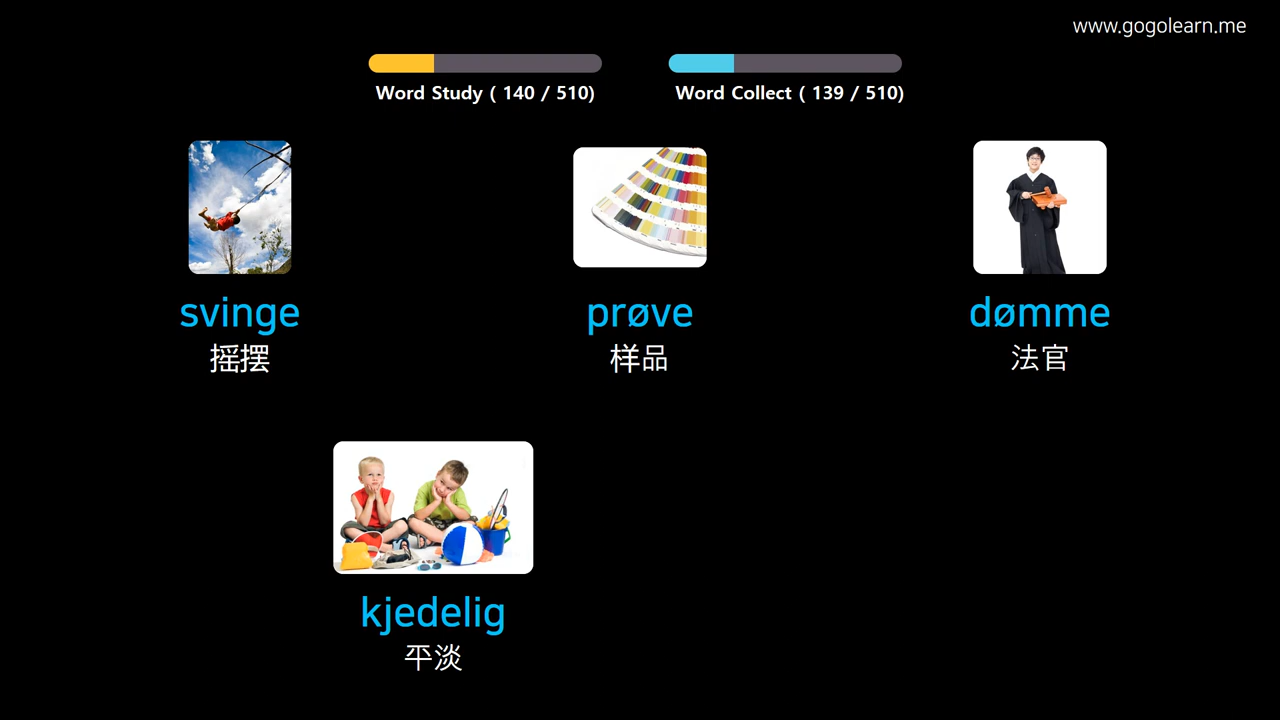 www.gogolearn.me
Word Study ( 140 / 510)
Word Collect ( 139 / 510)
svinge
摇摆
prøve
样品
dømme
法官
kjedelig
平淡